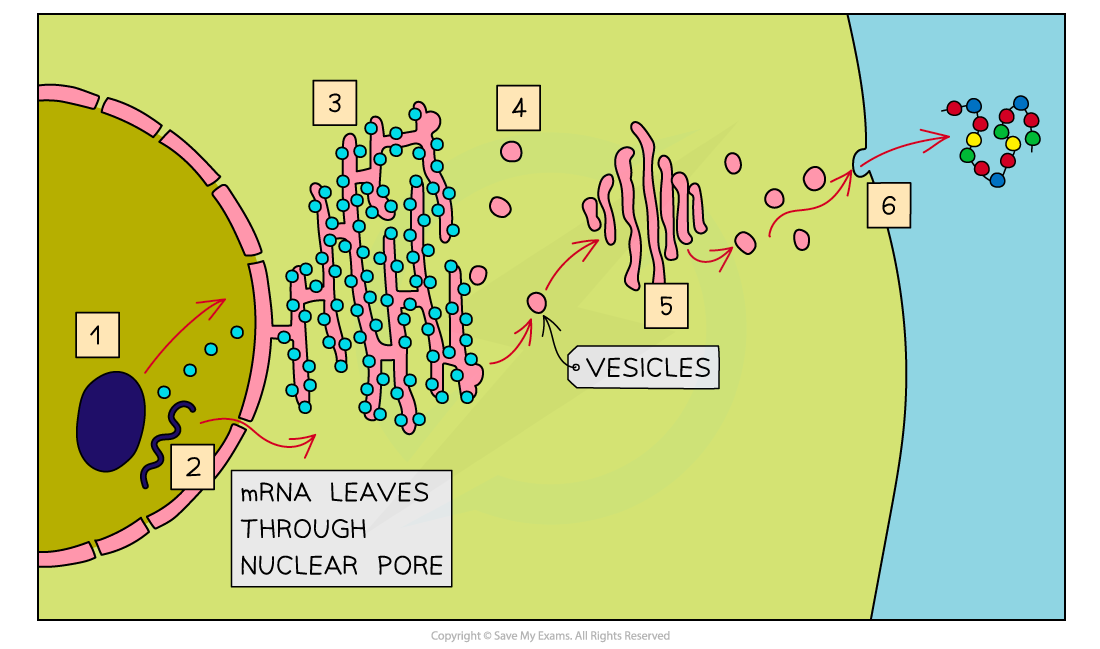 3
4
6
5
1
VESICLES
2
mRNA LEAVES
THROUGH
NUCLEAR PORE
Copyright © Save My Exams. All Rights Reserved